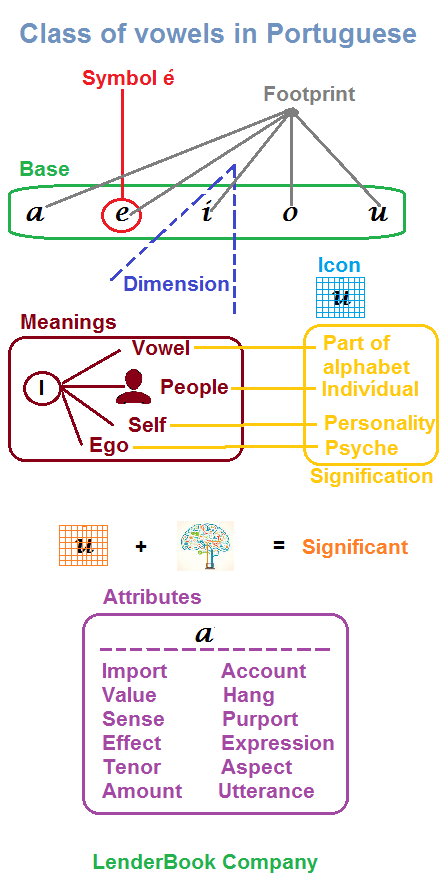 Class of vowels in Portuguese
Symbol é
Footprint
Base
a e i o u
Dimension
Icon
u
Meanings
I
Vowel
People
Self
Ego
Part of
alphabet
Indivídual
Personality
Psyche
Signification
u + = Significant
Attributes
a
Import Account
Value Hang
Sense Purport
Effect Expression
Tenor Aspect
Amount Utterance
LenderBook Company